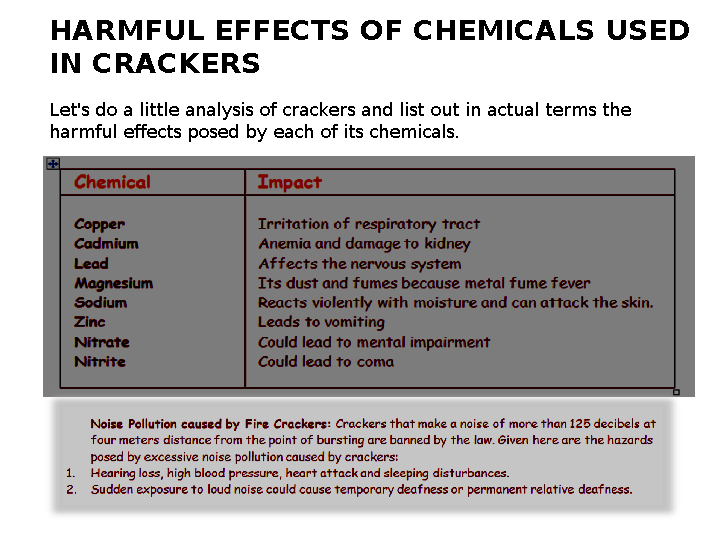 HARMFUL EFFECTS OF CHEMICALS USED
IN CRACKERS
Let's do a little analysis of crackers and list out in actual terms the
harmful effects posed by each of its chemicals.
Chemical Impact
Copper Irritation of respiratory tract
Cadmium Anemia and damage to kidney
Lead Affects the nervous system
Magnesium Its dust and fumes because metal fume fever
Sodium Reacts violently with moisture and can attack the skin.
Zinc Leads to vomiting
Nitrate Could lead to mental impairment
Nitrite Could lead to coma
Noise Pollution caused by Fire Crackers: Crackers that make a noise of more than 125 decibels at
four meters distance from the point of bursting are banned by the law. Given here are the hazards
posed by excessive noise pollution caused by crackers:
1. Hearing loss, high blood pressure, heart attack and sleeping disturbances.
2. Sudden exposure to loud noise could cause temporary deafness or permanent relative deafness.